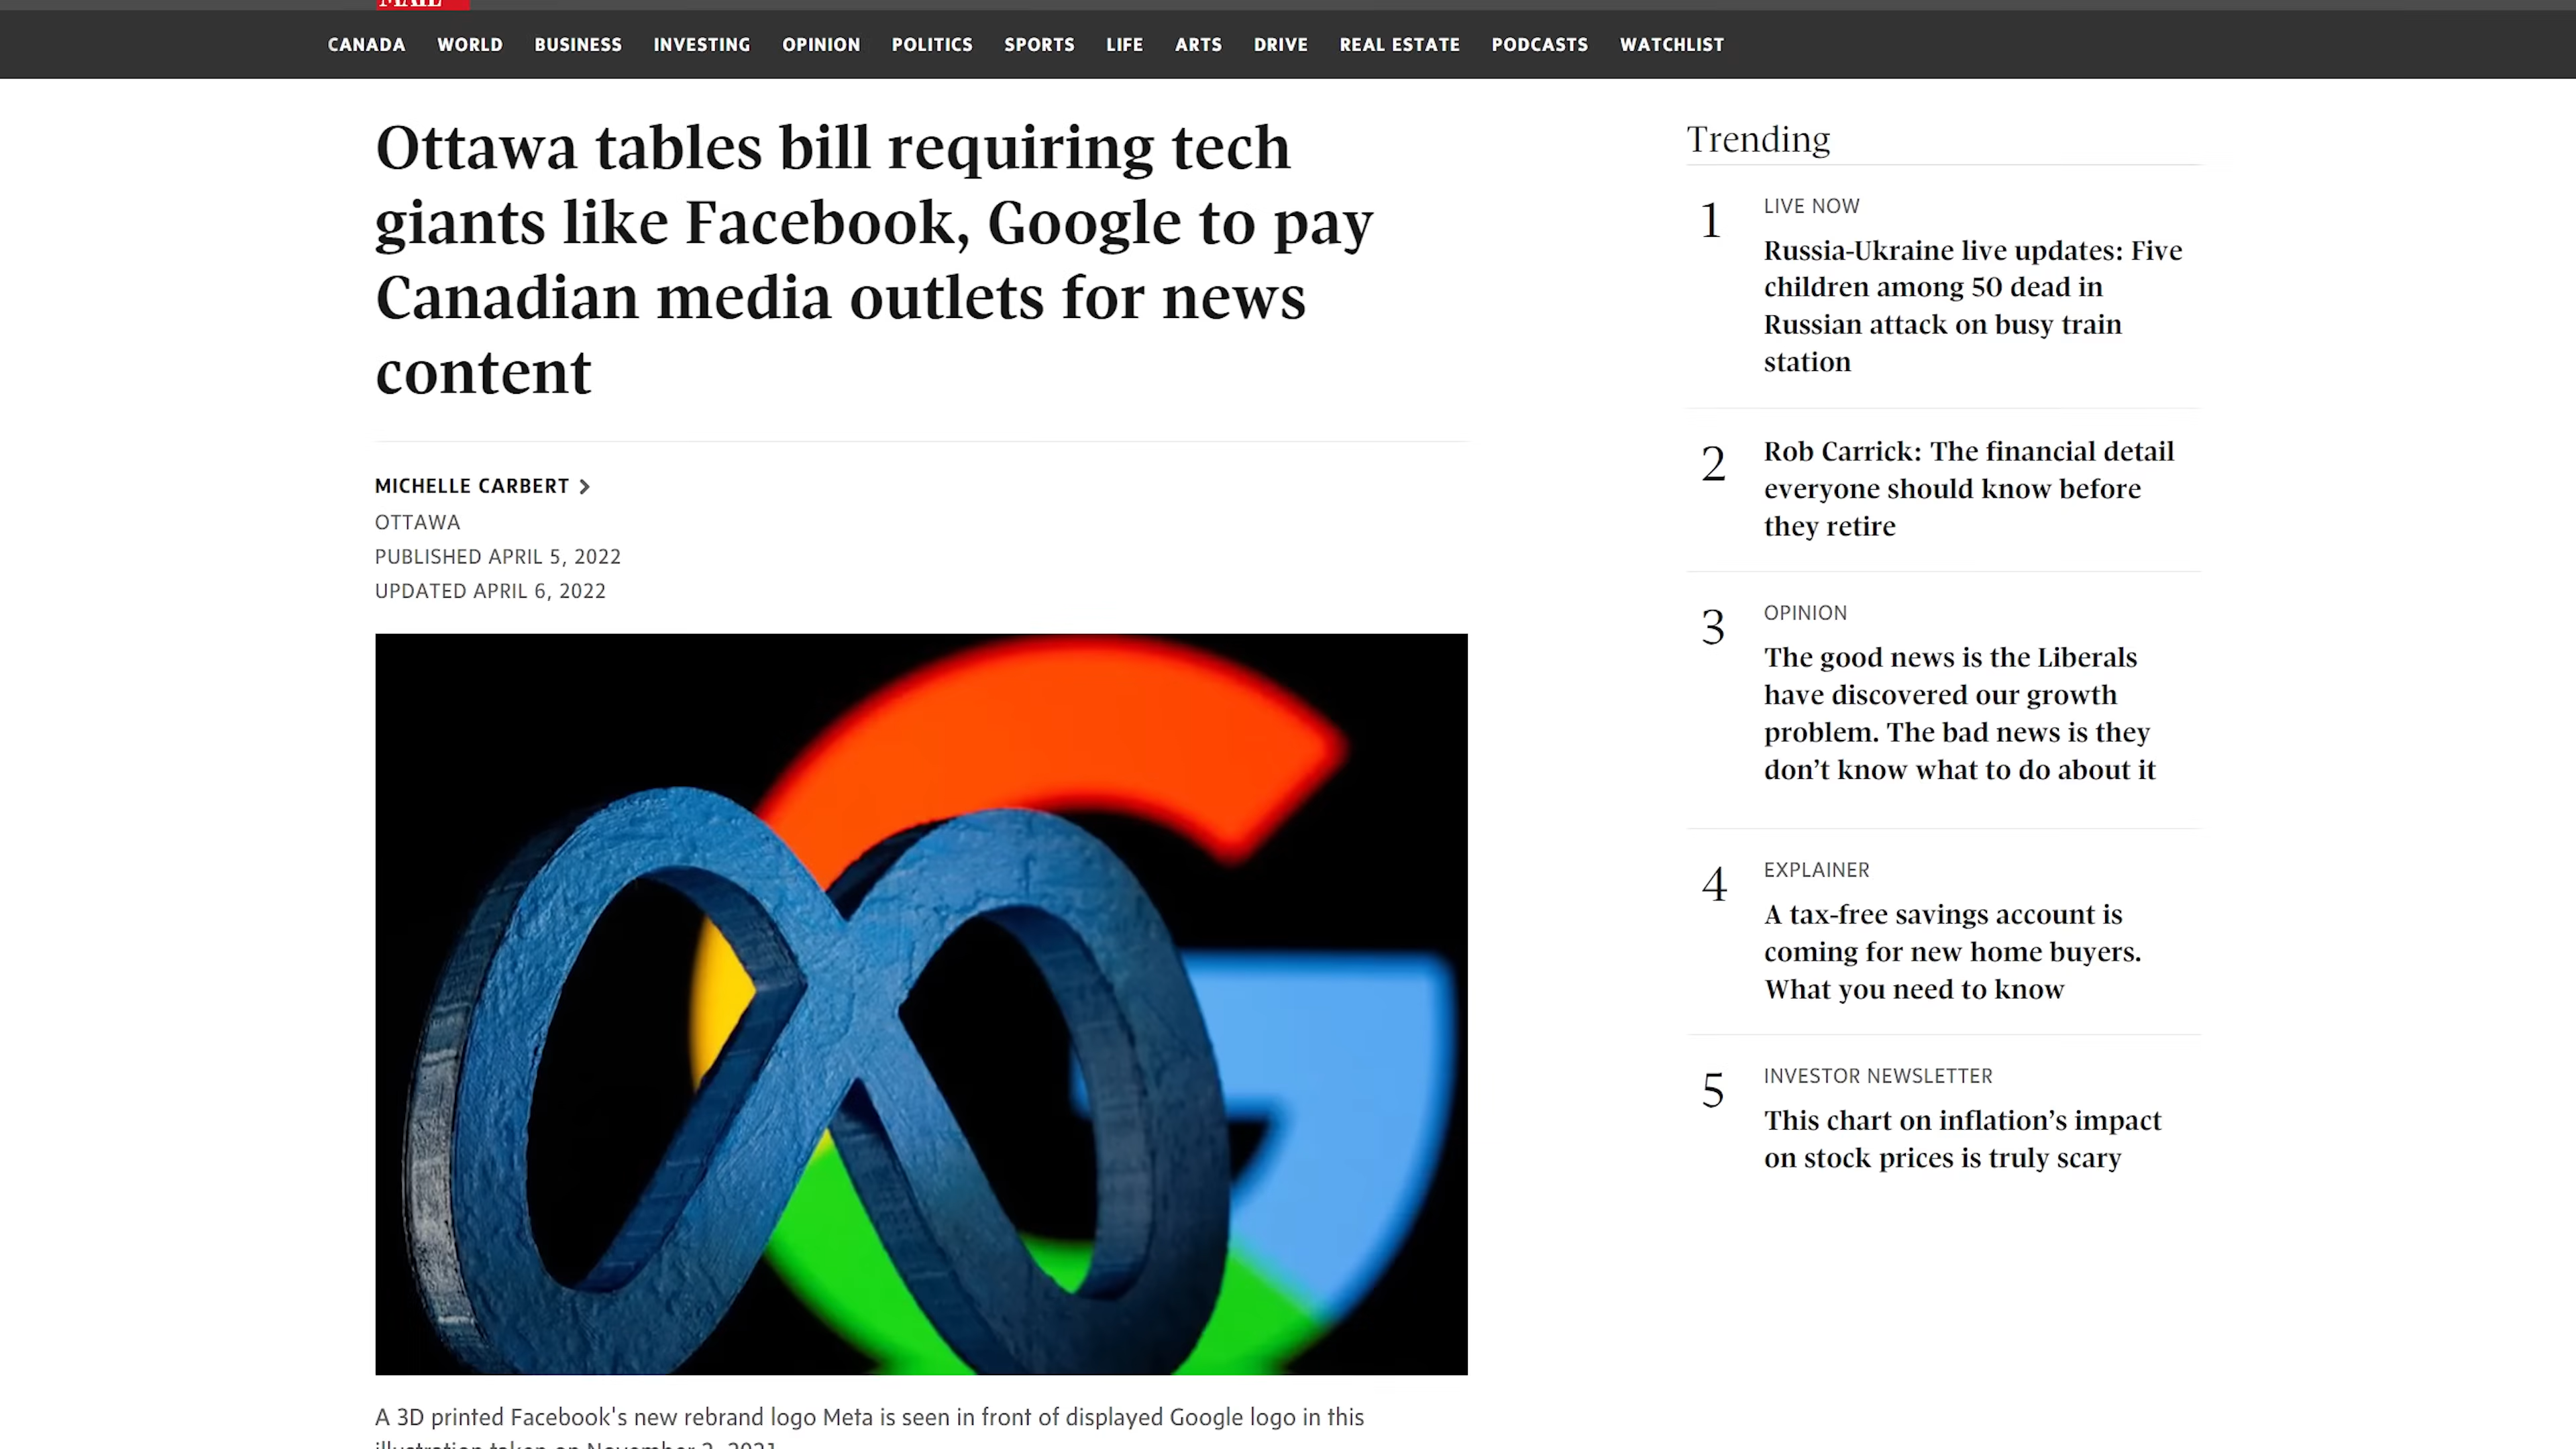 MAIL
CANADA WORLD BUSINESS INVESTING OPINION POLITICS SPORTS LIFE ARTS DRIVE REAL ESTATE PODCASTS WATCHLIST
Ottawa tables bill requiring tech
giants like Facebook, Google to pay
Canadian media outlets for news
content
MICHELLE CARBERT >
OTTAWA
PUBLISHED APRIL 5, 2022
UPDATED APRIL 6, 2022
A 3D printed Facebook's new rebrand logo Meta is seen in front of displayed Google logo in this
illustration taken on November 2, 2021
Trending
1
LIVE NOW
Russia-Ukraine live updates: Five
children among 50 dead in
Russian attack on busy train
station
2
Rob Carrick: The financial detail
everyone should know before
they retire
3
OPINION
The good news is the Liberals
have discovered our growth
problem. The bad news is they
don’t know what to do about it
4
EXPLAINER
A tax-free savings account is
coming for new home buyers.
What you need to know
5
INVESTOR NEWSLETTER
This chart on inflation’s impact
on stock prices is truly scary